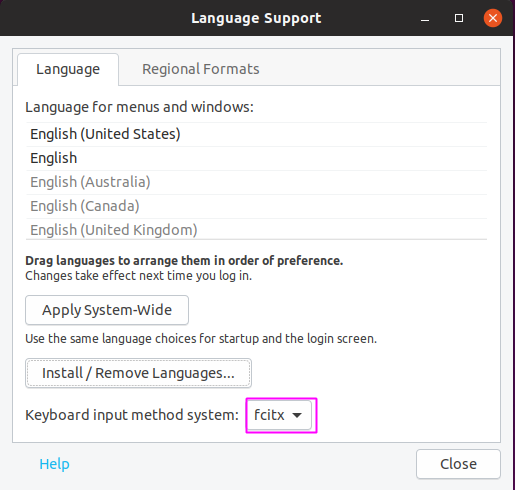 Language Support
Language
Regional Formats
Language for menus and windows:
English (United States)
English
English (Australia)
English (Canada)
English (United Kingdom)
Drag languages to arrange them in order of preference.
Changes take effect next time you log in.
Apply System-Wide
Use the same language choices for startup and the login screen.
Install / Remove Languages...
Keyboard input method system: fcitx
Help
Close